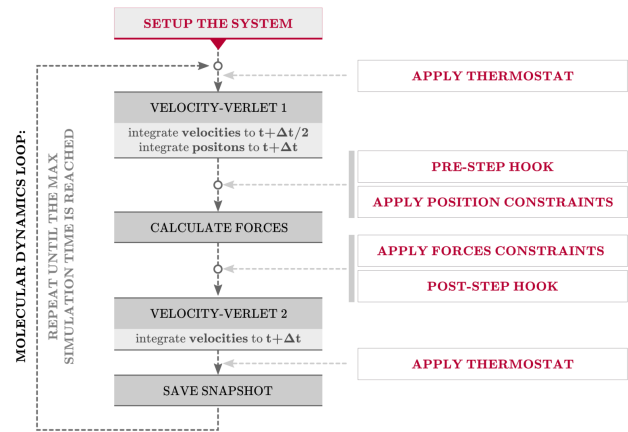 SETUP THE SYSTEM
APPLY THERMOSTAT
VELOCITY-VERLET 1
integrate velocities to t+Δt/2
integrate positons to t+Δt
PRE-STEP HOOK
APPLY POSITION CONSTRAINTS
CALCULATE FORCES
APPLY FORCES CONSTRAINTS
POST-STEP HOOK
VELOCITY-VERLET 2
integrate velocities to t+Δt
APPLY THERMOSTAT
SAVE SNAPSHOT
MOLECULAR DYNAMICS LOOP:
REPEAT UNTIL THE MAX
SIMULATION TIME IS REACHED